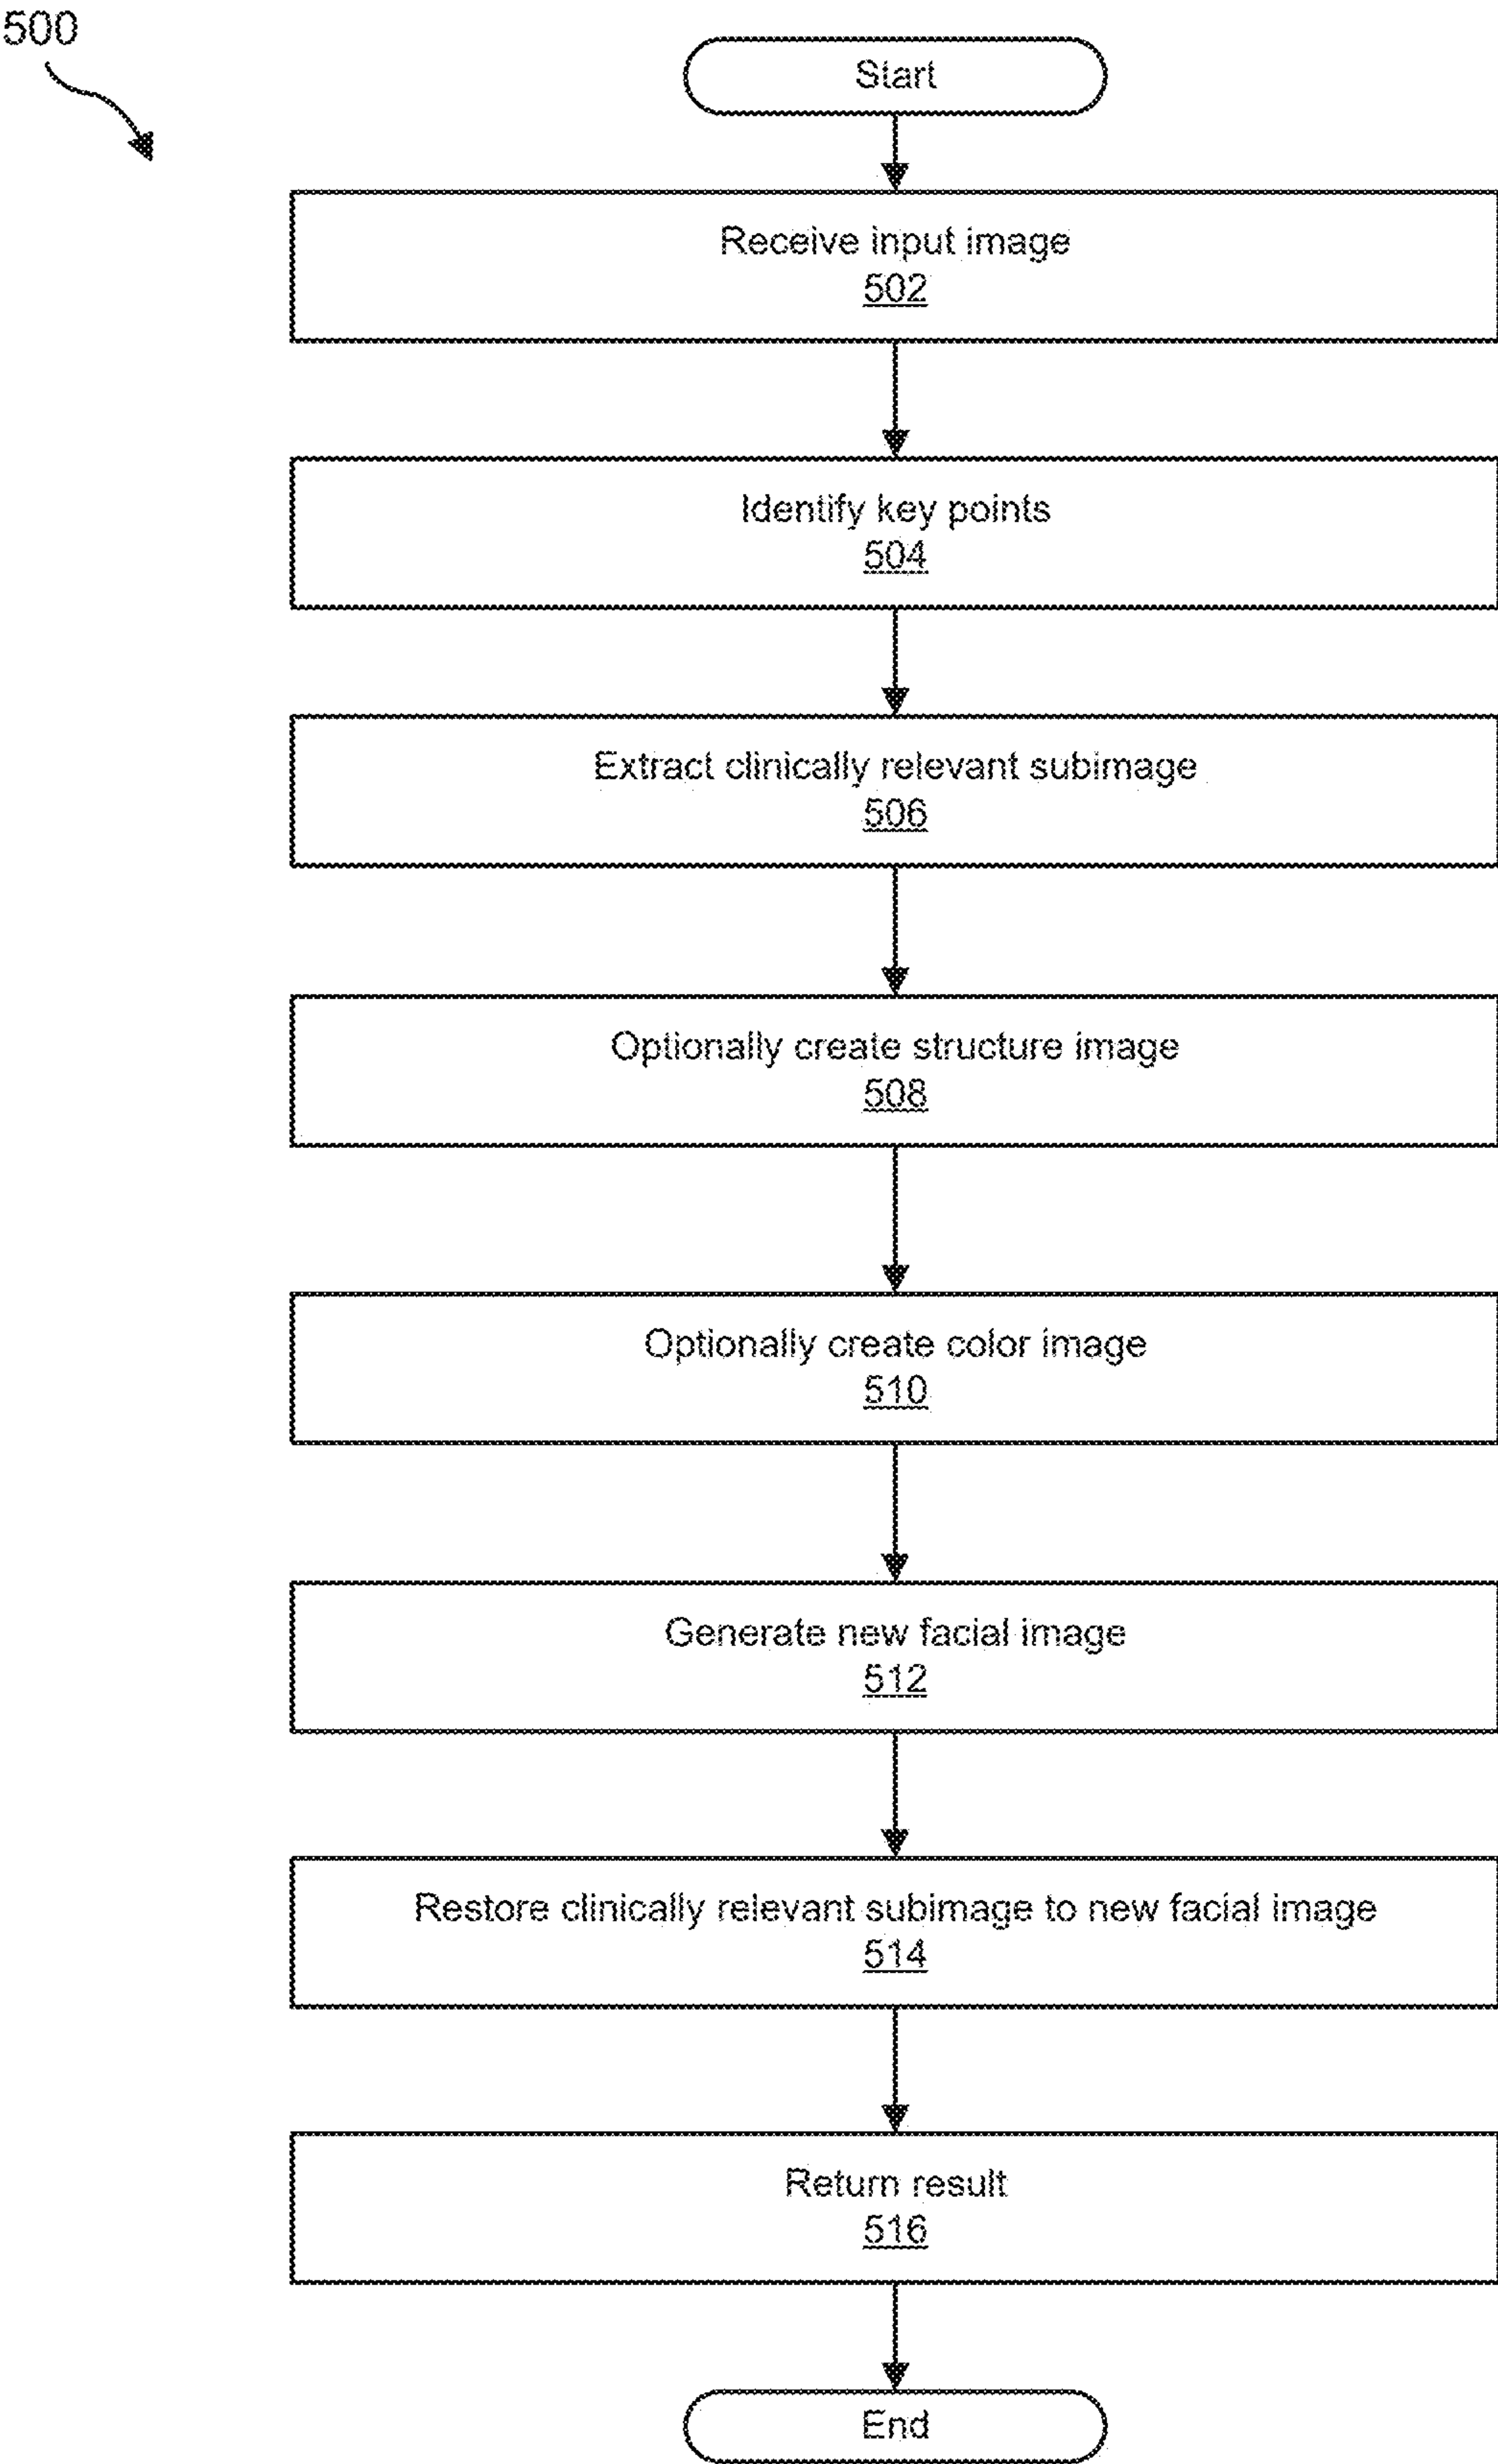 500
Start
Receive input image
502
Identify key points
504
Extract clinically relevant subimage
506
Optionally create structure image
508
Optionally create color image
510
Generate new facial image
512
Restore clinically relevant subimage to new facial image
514
Return result
516
End